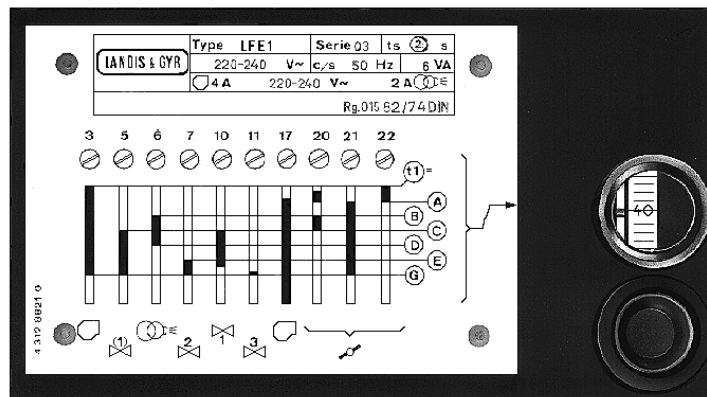 LANDIS & GYR
Type LFE1 Serie 03 ts 2 s
220-240 V~ c/s 50 Hz 6 VA
4 A 220-240 V~ 2 A
Rg.015 82/74 DIN
3 5 6 7 10 11 17 20 21 22
t1=
A
B
C
D
E
G
40
(1) 2 1 3
4 312 8821 0